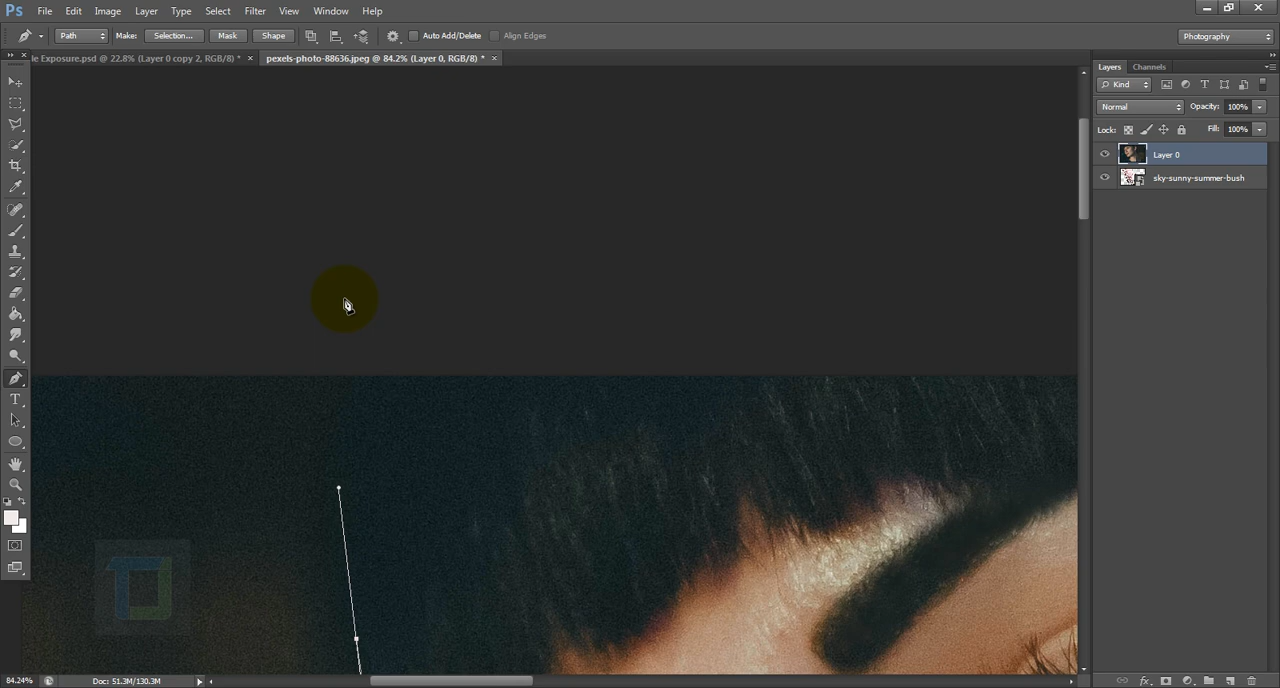 Ps File Edit Image Layer Type Select Filter View Window Help
Path Make: Selection... Mask Shape Auto Add/Delete Align Edges Photography
le Exposure.psd @ 22.8% (Layer 0 copy 2, RGB/8) * × pexels-photo-88636.jpeg @ 84.2% (Layer 0, RGB/8) * ×
Layers Channels
Kind
Normal Opacity: 100%
Lock: Fill: 100%
Layer 0
sky-sunny-summer-bush
84.24% Doc: 51.3M/130.3M